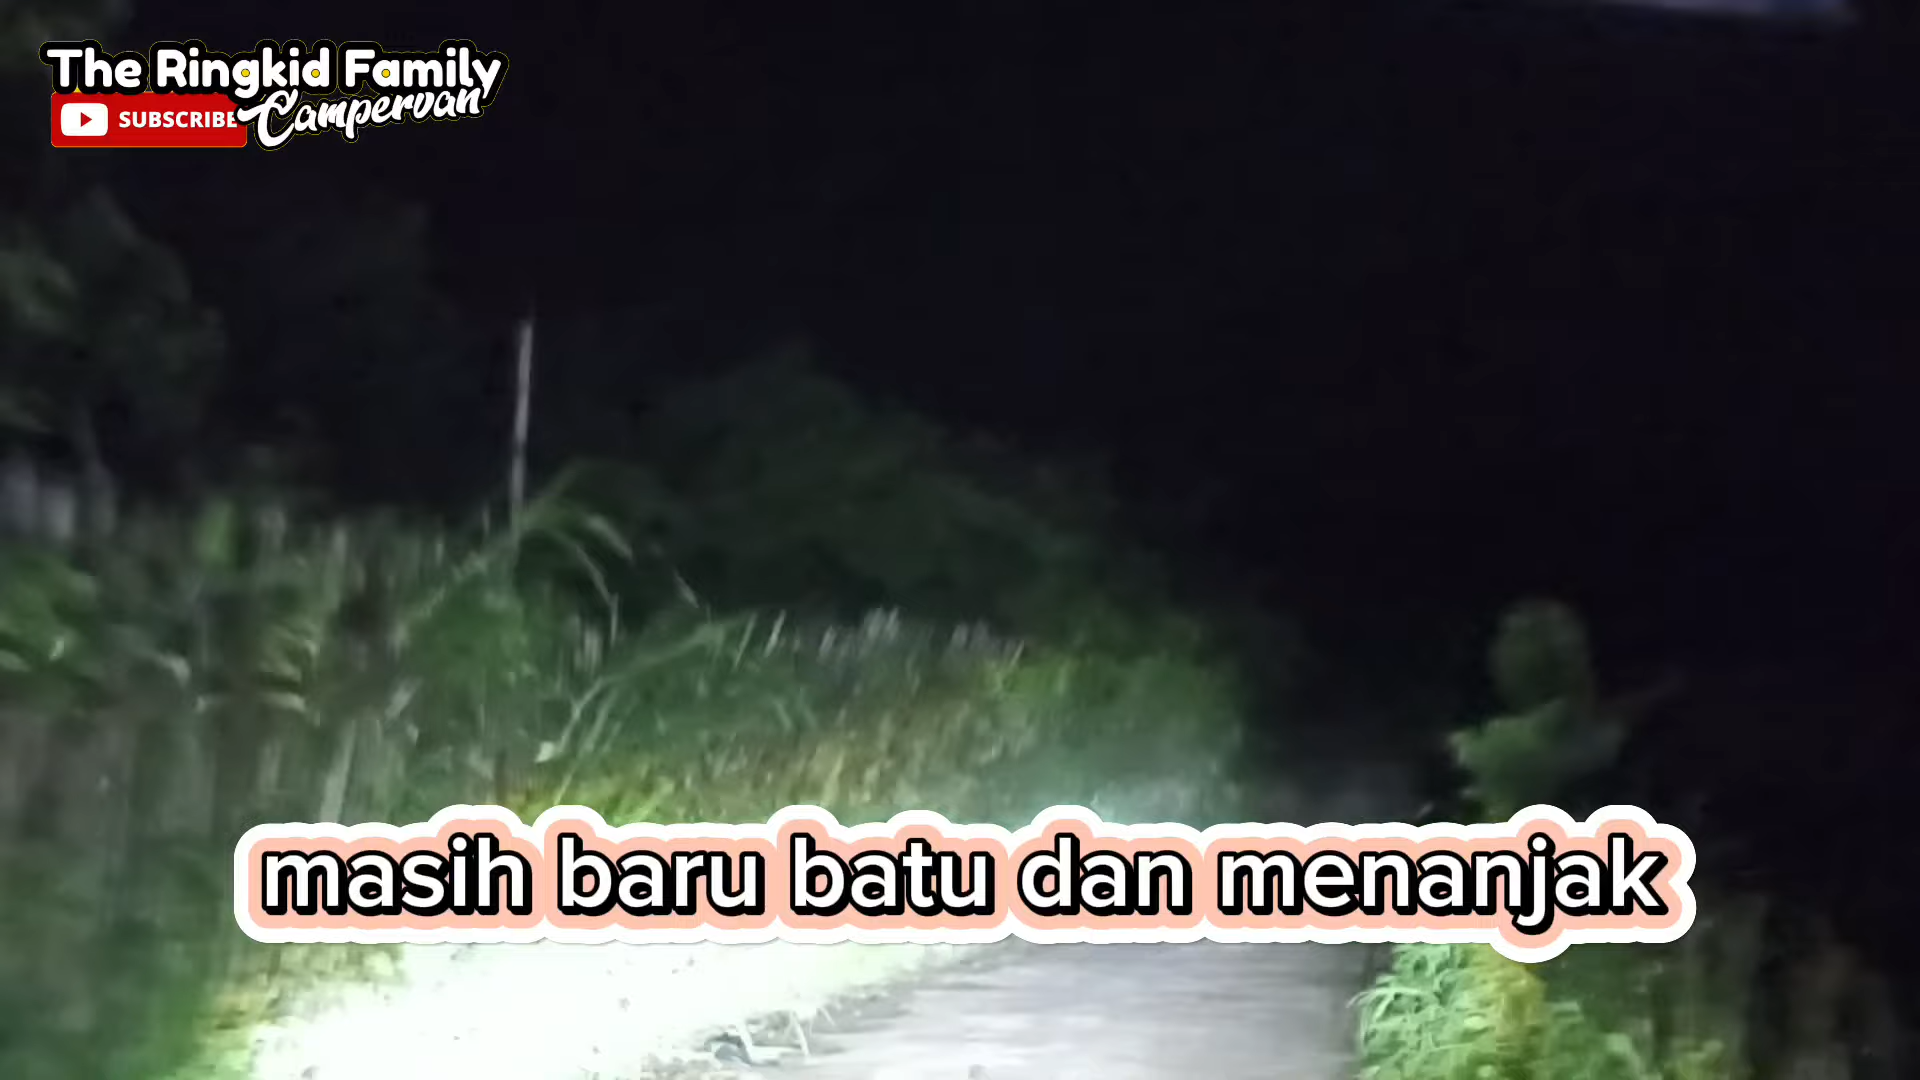 The Ringkid Family
SUBSCRIBE
Campervan
masih baru batu dan menanjak